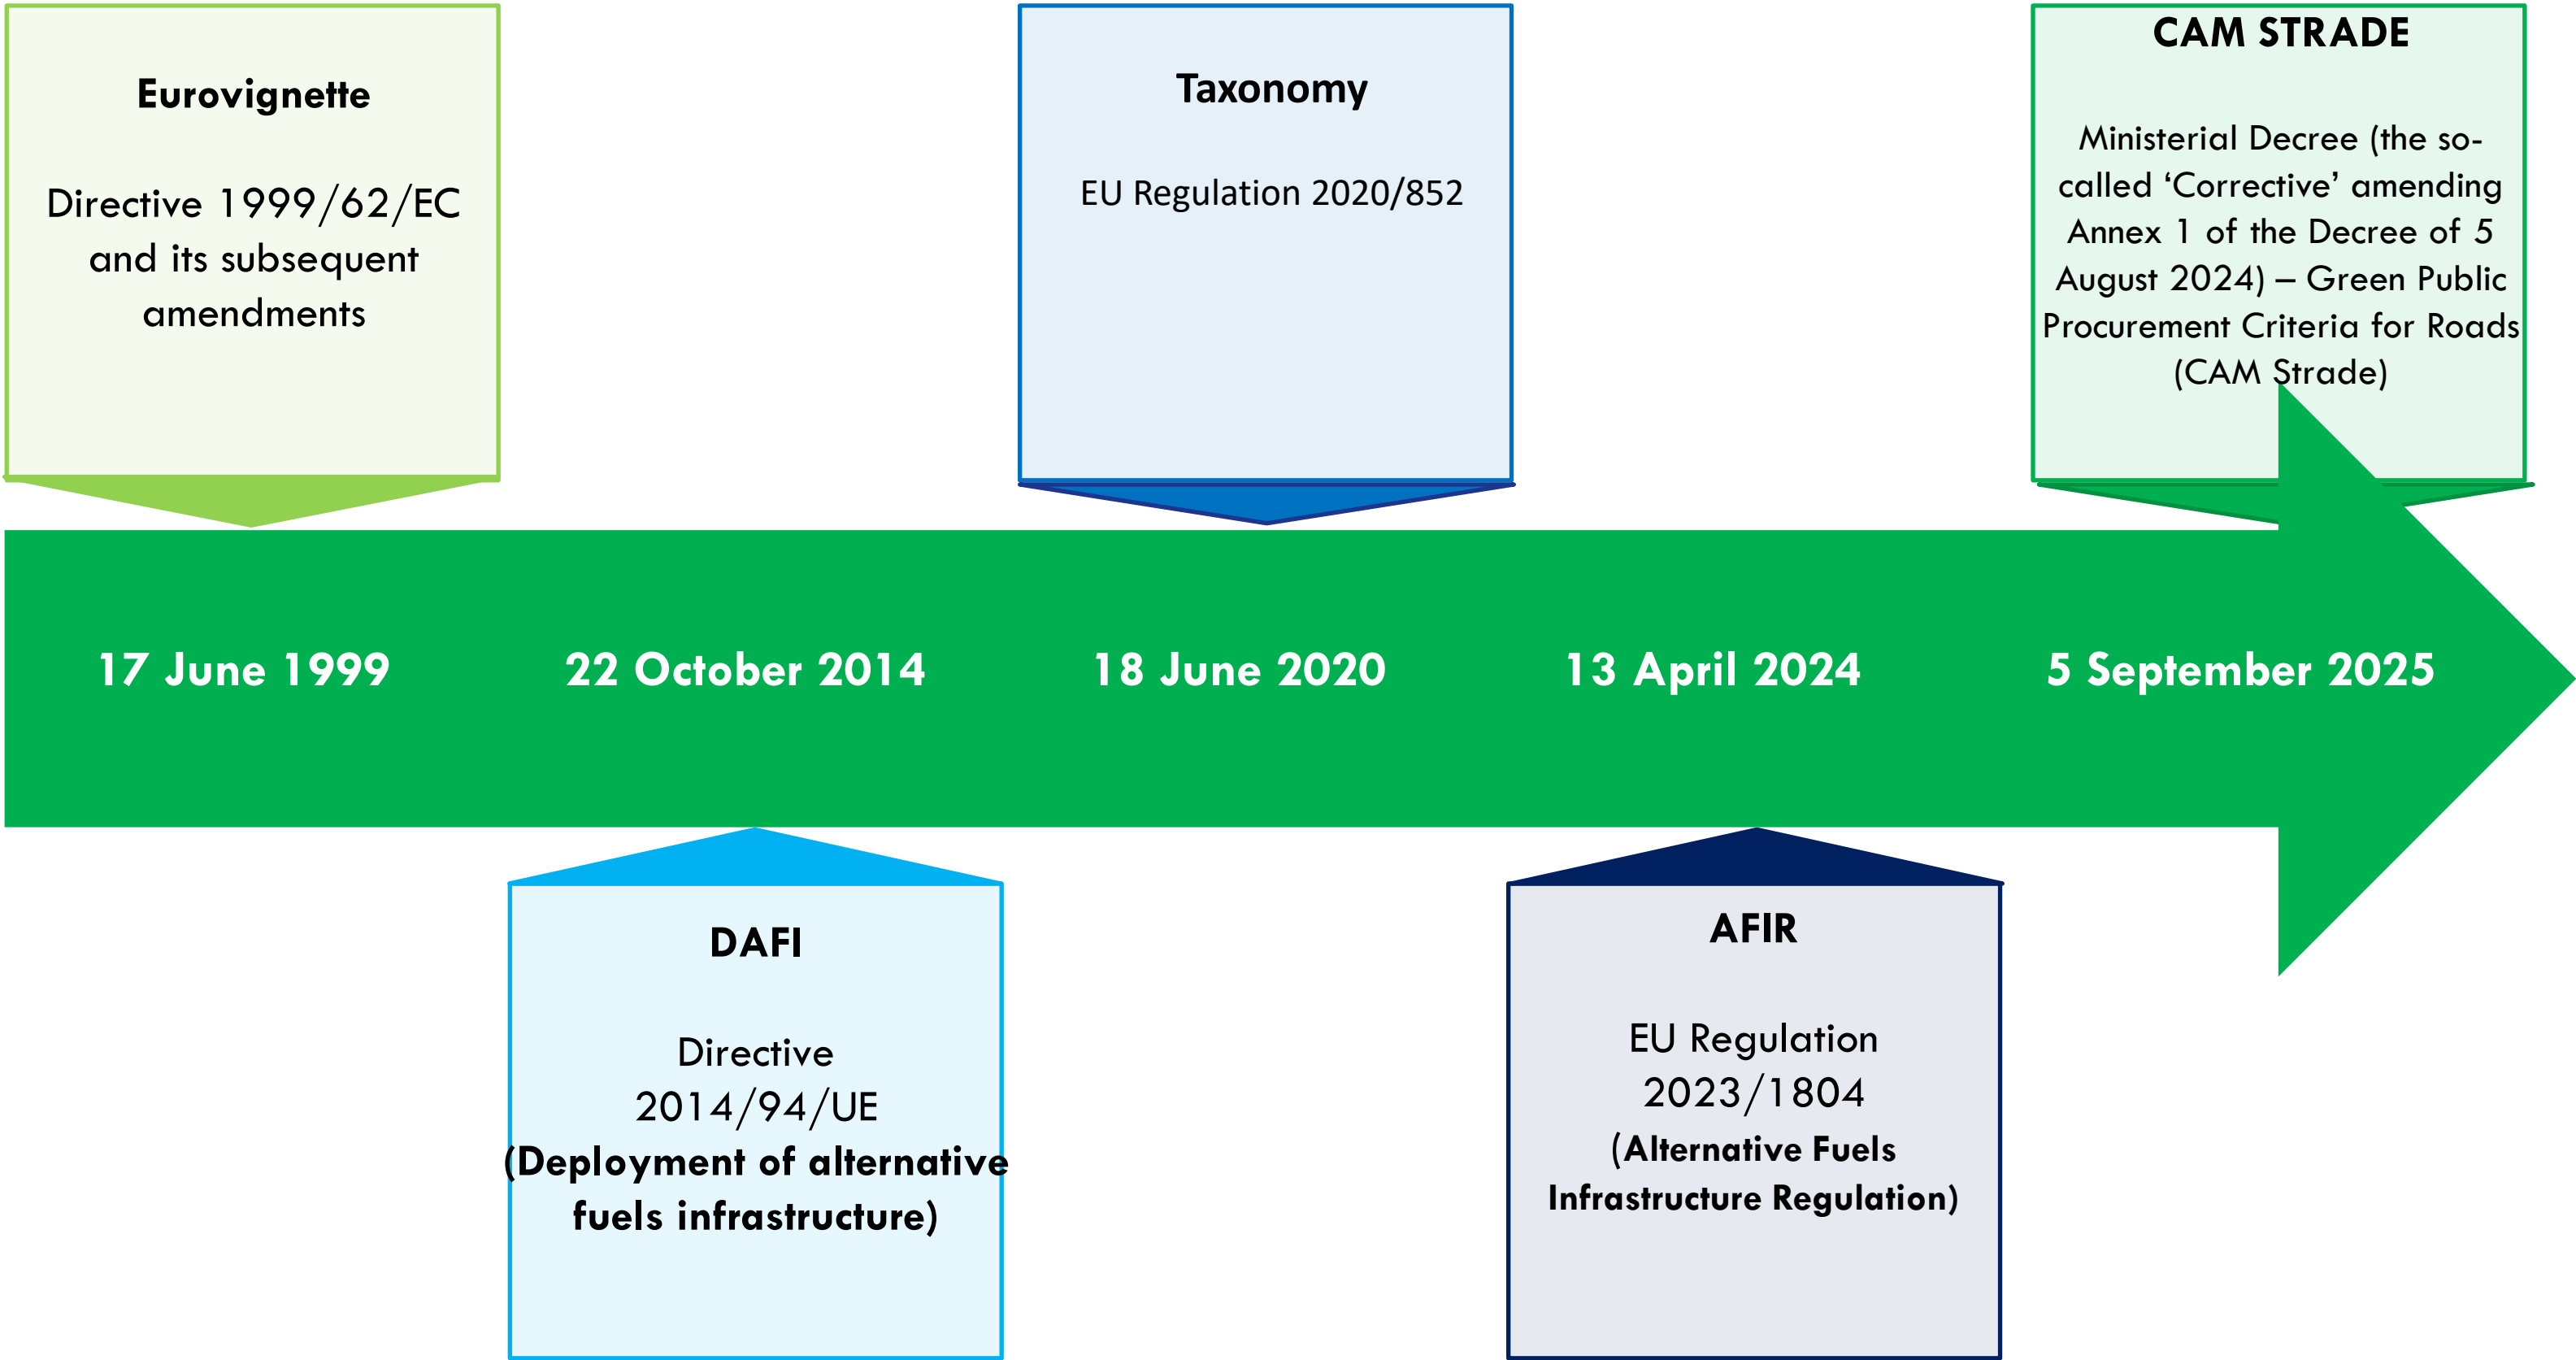 Eurovignette
Directive 1999/62/EC
and its subsequent
amendments
Taxonomy
EU Regulation 2020/852
CAM STRADE
Ministerial Decree (the so-
called ‘Corrective’ amending
Annex 1 of the Decree of 5
August 2024) – Green Public
Procurement Criteria for Roads
(CAM Strade)
17 June 1999
22 October 2014
18 June 2020
13 April 2024
5 September 2025
DAFI
Directive
2014/94/UE
(Deployment of alternative
fuels infrastructure)
AFIR
EU Regulation
2023/1804
(Alternative Fuels
Infrastructure Regulation)